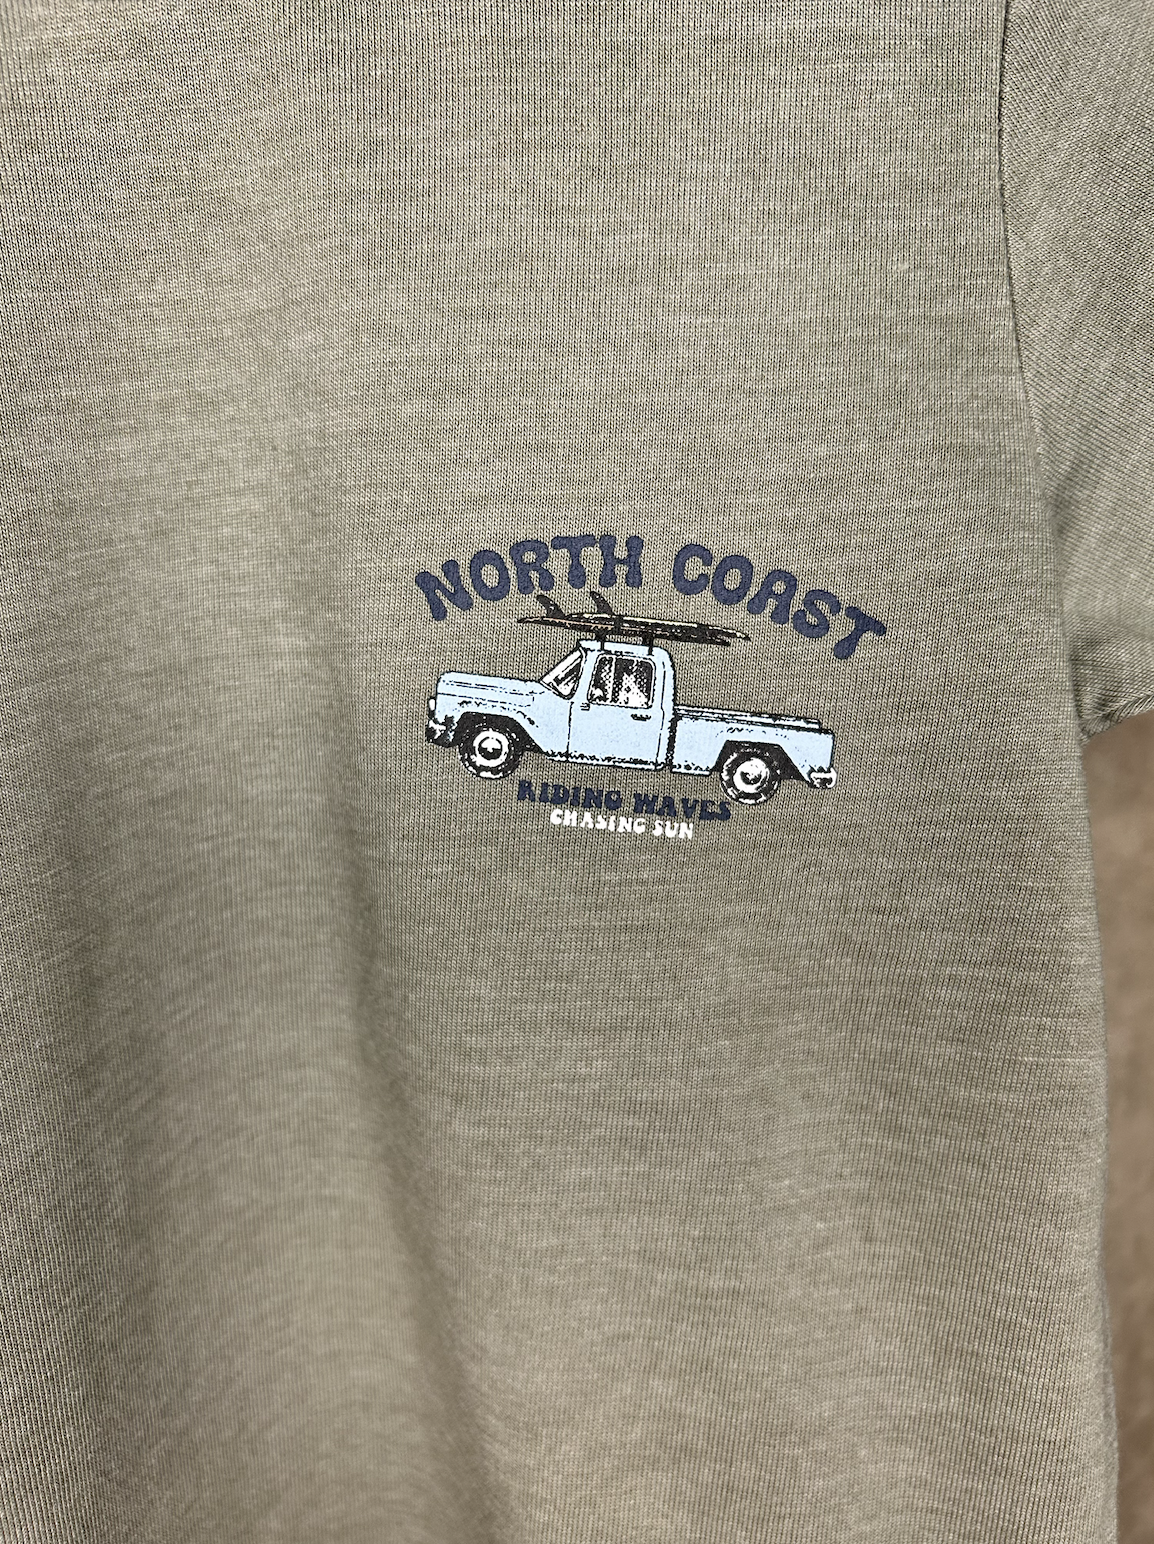 NORTH COAST
RIDING WAVES
CHASING SUN